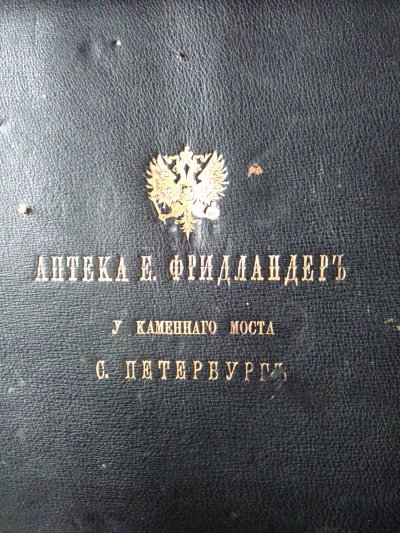 АПТЕКА Е. ФРИДЛАНДЕРЪ
У КАМЕННАГО МОСТА
С. ПЕТЕРБУРГЪ